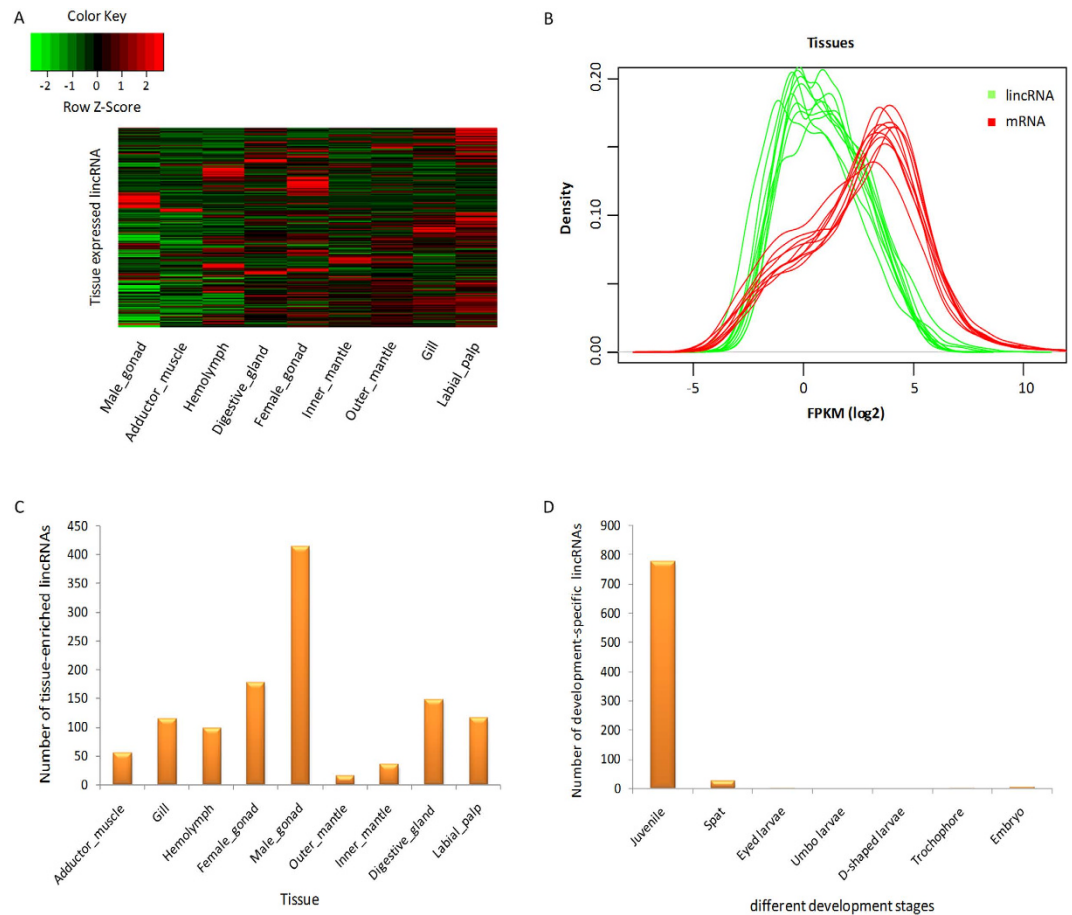 A
Color Key
-2 -1 0 1 2
Row Z-Score
Tissue expressed lincRNA
Male_gonad
Adductor_muscle
Hemolymph
Digestive_gland
Female_gonad
Inner_mantle
Outer_mantle
Gill
Labial_palp
B
Tissues
lincRNA
mRNA
0.20
0.10
0.00
Density
-5 0 5 10
FPKM (log2)
C
Number of tissue-enriched lincRNAs
450
400
350
300
250
200
150
100
50
0
Adductor_muscle
Gill
Hemolymph
Female_gonad
Male_gonad
Outer_mantle
Inner_mantle
Digestive_gland
Labial_palp
Tissue
D
Number of development-specific lincRNAs
900
800
700
600
500
400
300
200
100
0
Juvenile
Spat
Eyed larvae
Umbo larvae
D-shaped larvae
Trochophore
Embryo
different development stages